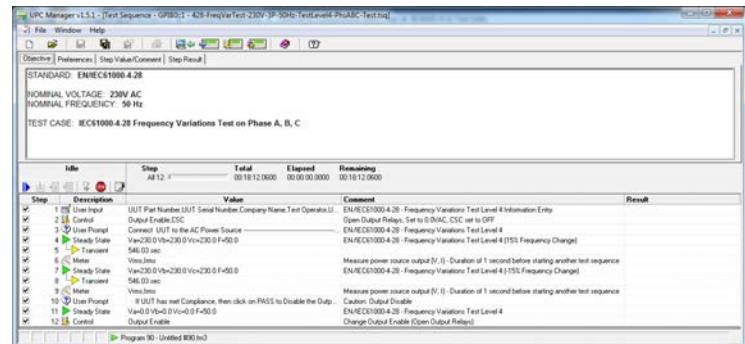 UPC Manager v1.5.1 - [Test Sequence - GPIB0::1 - 428-FreqVarTest-230V-3P-50Hz-TestLevel4-PhsABC-Test.tsq]
File Window Help
Objective Preferences Step Value/Comment Step Result
STANDARD: EN/IEC61000-4-28
NOMINAL VOLTAGE: 230V AC
NOMINAL FREQUENCY: 50 Hz
TEST CASE: IEC61000-4-28 Frequency Variations Test on Phase A, B, C
Idle Step Total Elapsed Remaining
All 12: 00:18:12.0600 00:00:00.0000 00:18:12.0600
Step Description Value Comment Result
1 User Input UUT Part Number,UUT Serial Number,Company Name,Test Operator,U... EN/IEC61000-4-28 - Frequency Variations Test Level 4 Information Entry
2 Control Output Enable,CSC Open Output Relays, Set to 0.0VAC, CSC set to OFF
3 User Prompt Connect UUT to the AC Power Source EN/IEC61000-4-28 - Frequency Variations Test Level 4
4 Steady State Va=230.0 Vb=230.0 Vc=230.0 F=50.0 EN/IEC61000-4-28 - Frequency Variations Test Level 4 (15% Frequency Change)
5 Transient 546.03 sec
6 Meter Vrms,Irms Measure power source output (V, I) - Duration of 1 second before starting another test sequence
7 Steady State Va=230.0 Vb=230.0 Vc=230.0 F=50.0 EN/IEC61000-4-28 - Frequency Variations Test Level 4 (-15% Frequency Change)
8 Transient 546.03 sec
9 Meter Vrms,Irms Measure power source output (V, I) - Duration of 1 second before starting another test sequence
10 User Prompt - If UUT has met Compliance, then click on PASS to Disable the Outp... Caution: Output Disable
11 Steady State Va=0.0 Vb=0.0 Vc=0.0 F=50.0 EN/IEC61000-4-28 - Frequency Variations Test Level 4
12 Control Output Enable Change Output Enable (Open Output Relays)
Program 90 - Untitled #90.tm3